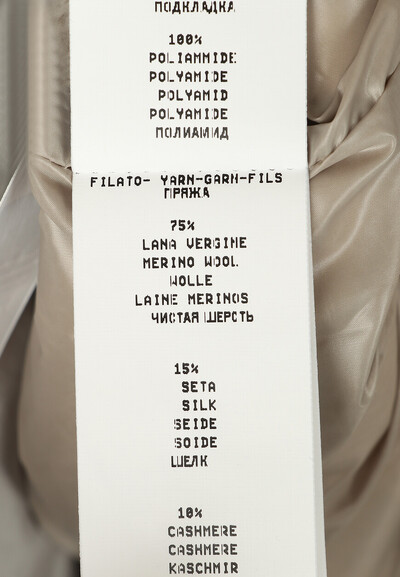 ПОДКЛАДКА
100%
POLIAMMIDE
POLYAMIDE
POLYAMID
POLYAMIDE
ПОЛИАМИД
FILATO- YARN-GARN-FILS
ПРЯЖА
75%
LANA VERGINE
MERINO WOOL
WOLLE
LAINE MERINOS
ЧИСТАЯ ШЕРСТЬ
15%
SETA
SILK
SEIDE
SOIDE
ШЕЛК
10%
CASHMERE
CASHMERE
KASCHMIR